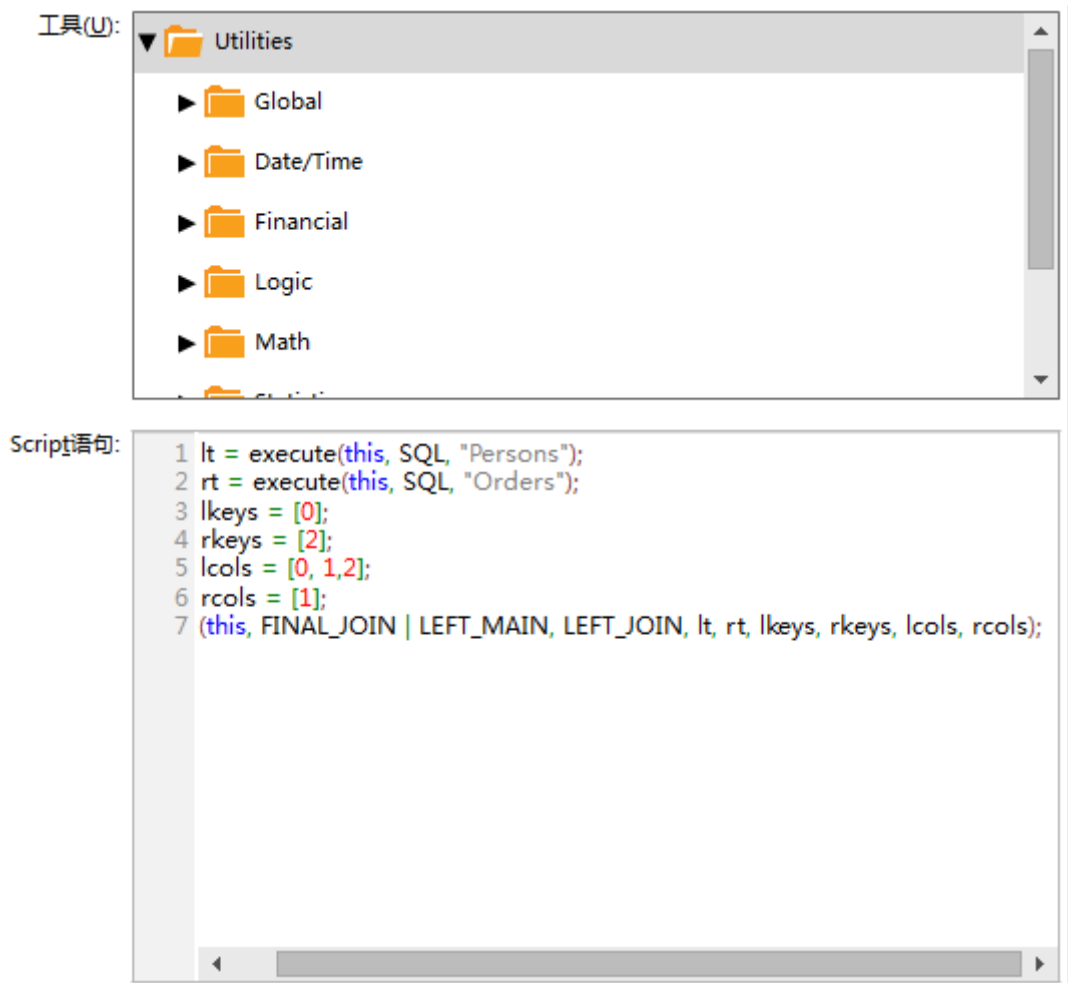 工具(U):
Utilities
Global
Date/Time
Financial
Logic
Math
Script语句:
1 lt = execute(this, SQL, "Persons");
2 rt = execute(this, SQL, "Orders");
3 lkeys = [0];
4 rkeys = [2];
5 lcols = [0, 1,2];
6 rcols = [1];
7 (this, FINAL_JOIN | LEFT_MAIN, LEFT_JOIN, lt, rt, lkeys, rkeys, lcols, rcols);